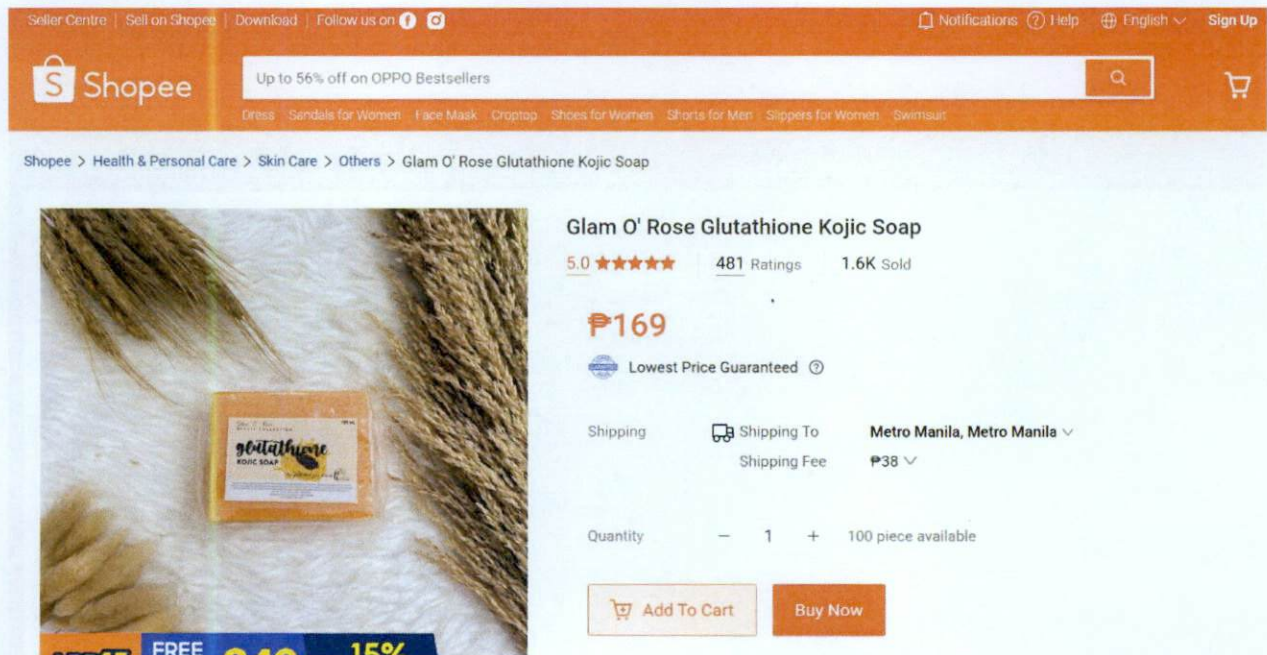 Seller Centre | Sell on Shopee | Download | Follow us on
Notifications Help English Sign Up
Shopee
Up to 56% off on OPPO Bestsellers
Dress Sandals for Women Face Mask Croptop Shoes for Women Shorts for Men Slippers for Women Swimsuit
Shopee > Health & Personal Care > Skin Care > Others > Glam O' Rose Glutathione Kojic Soap
glutathione
KOJIC SOAP
FREE
15%
Glam O' Rose Glutathione Kojic Soap
5.0 ★★★★★ 481 Ratings 1.6K Sold
₱169
Lowest Price Guaranteed
Shipping Shipping To Metro Manila, Metro Manila
Shipping Fee ₱38
Quantity − 1 + 100 piece available
Add To Cart Buy Now